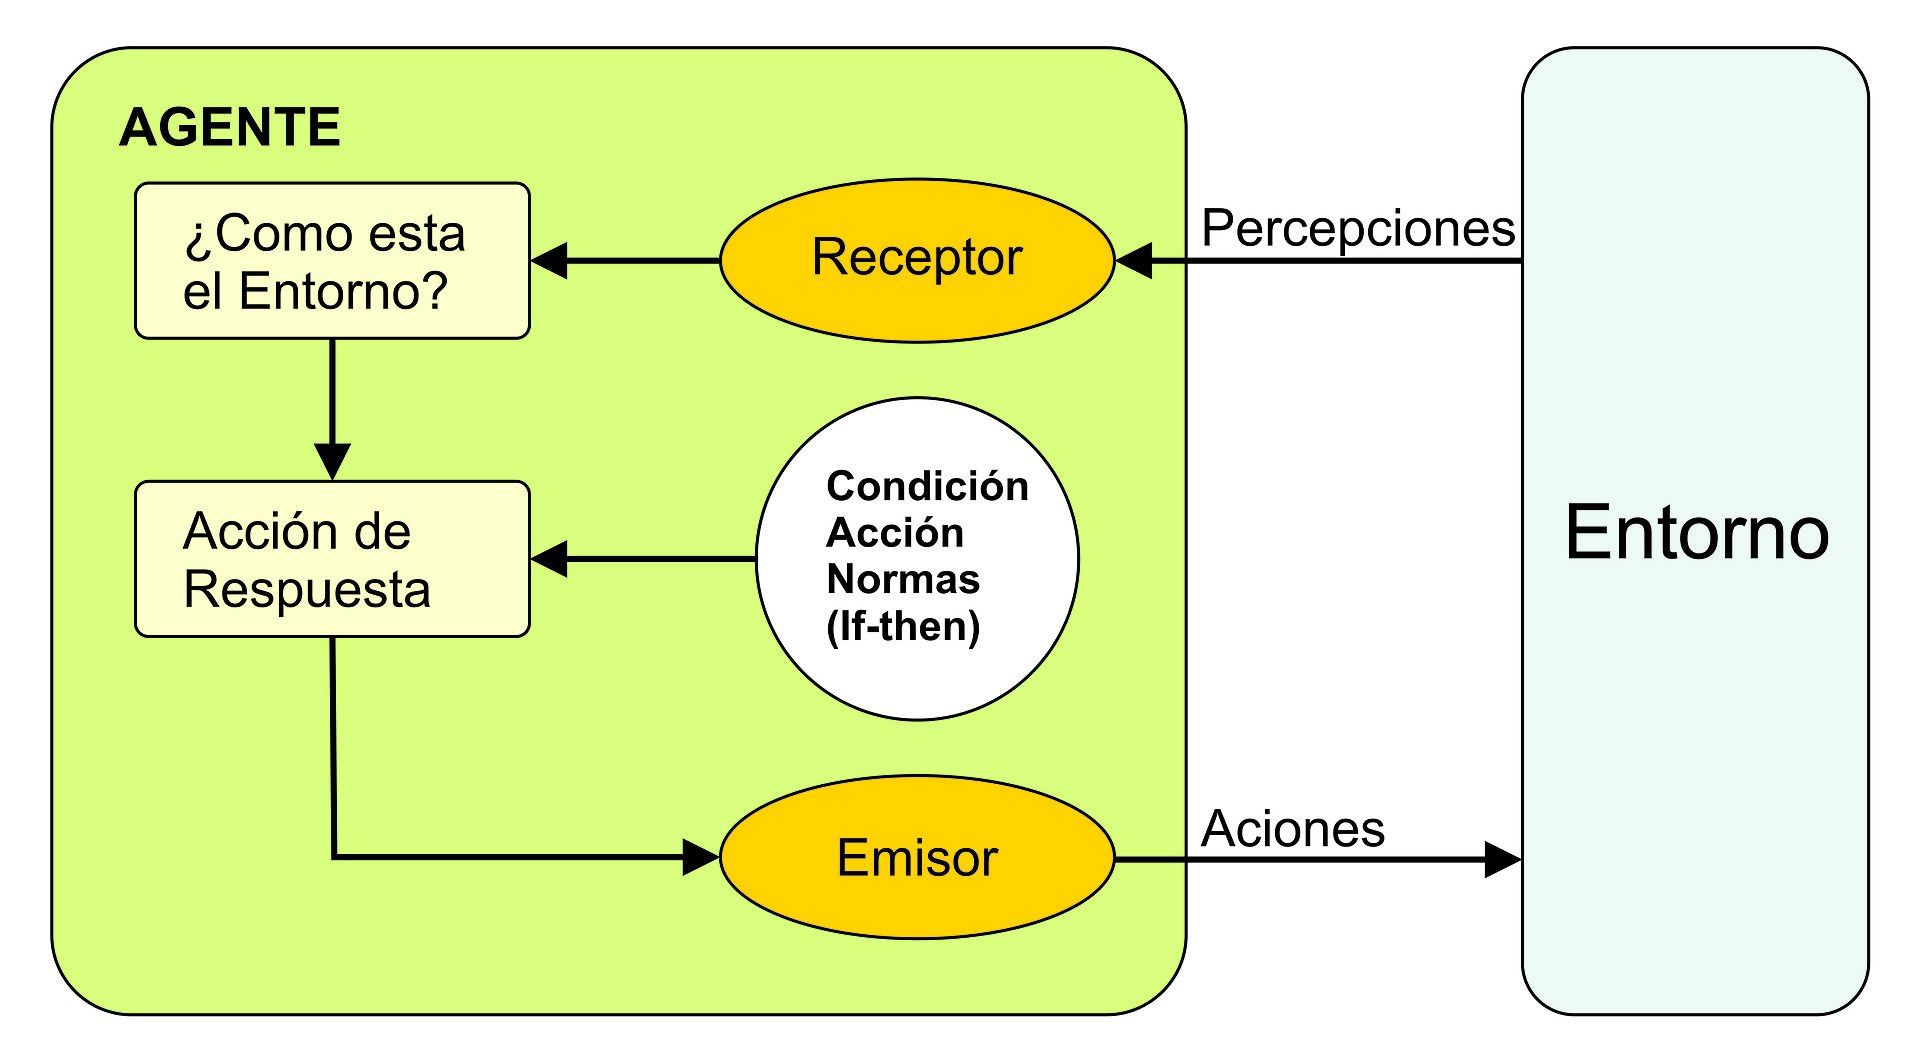 AGENTE
¿Como esta
el Entorno?
Receptor
Percepciones
Condición
Acción
Normas
(If-then)
Acción de
Respuesta
Entorno
Emisor
Aciones